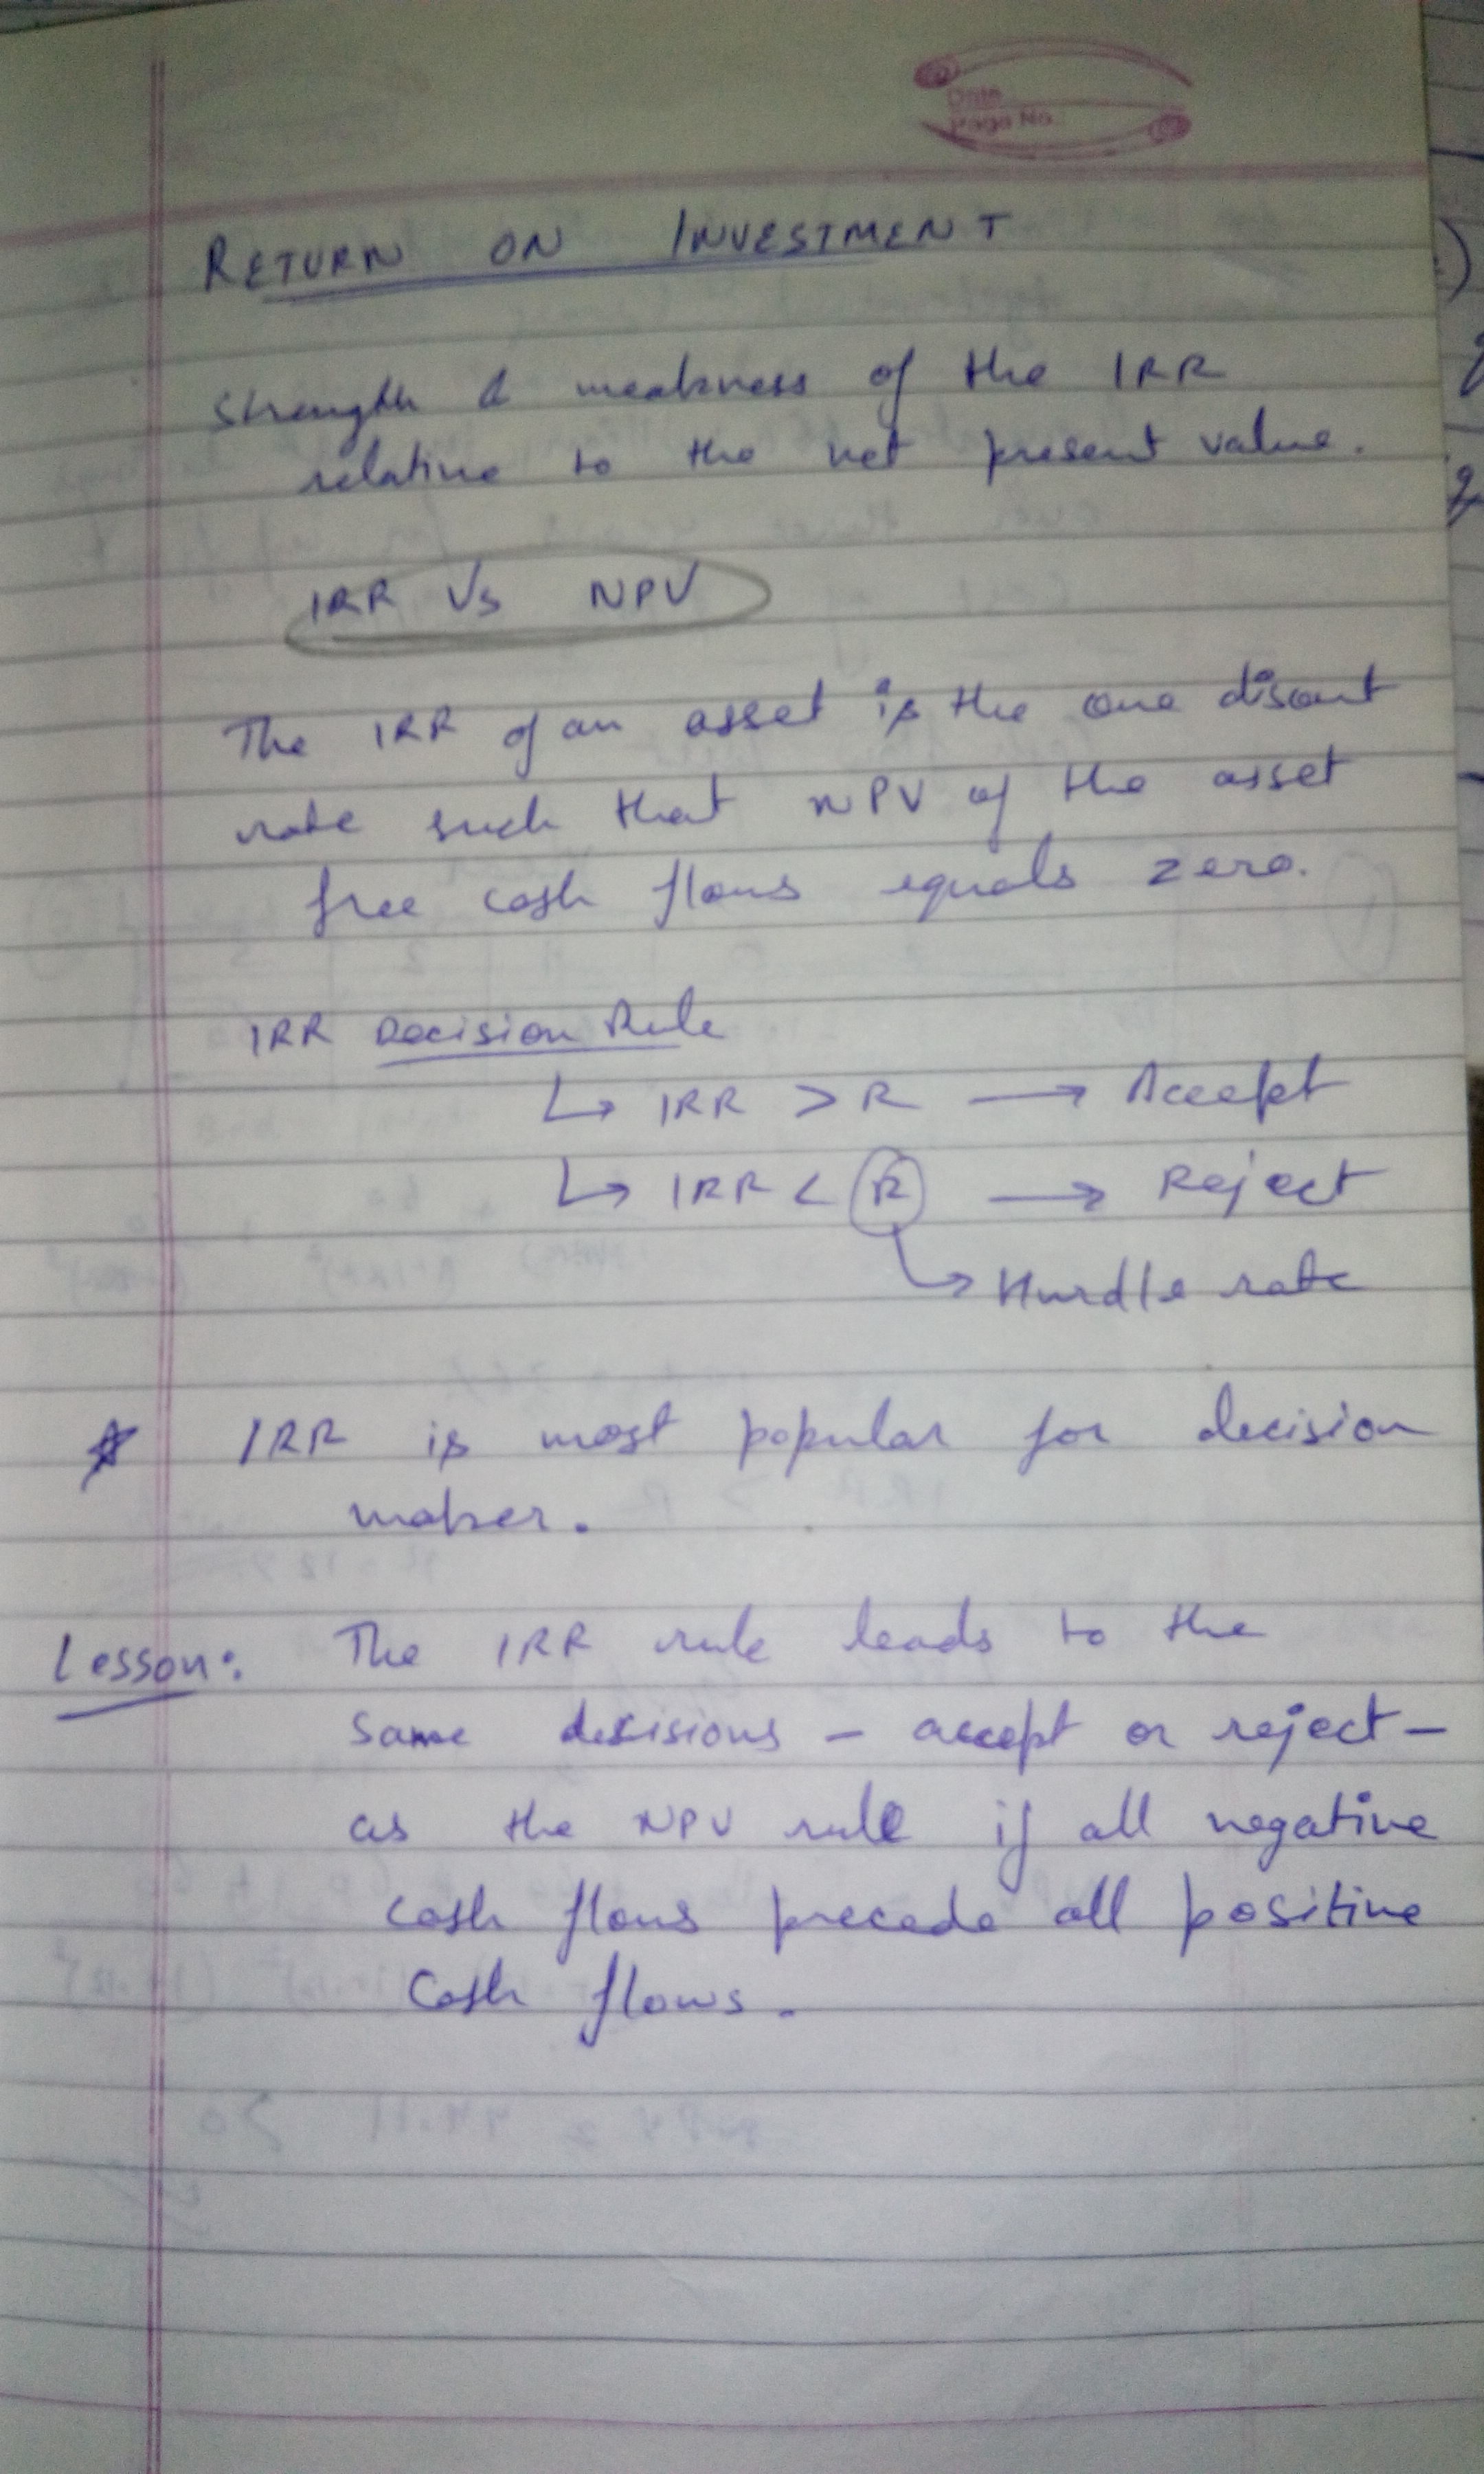 Date
Page No.
RETURN ON INVESTMENT
Strength & weakness of the IRR
relative to the net present value.
IRR Vs NPV
The IRR of an asset is the one discout
rate such that NPV of the asset
free cash flows equals zero.
IRR Decision Rule
↳ IRR > R → Accept
↳ IRR < R → Reject
↳ Hurdle rate
☆ IRR is most popular for decision
maker.
Lesson: The IRR rule leads to the
same decisions - accept or reject -
as the NPV rule if all negative
cash flows precede all positive
cash flows.